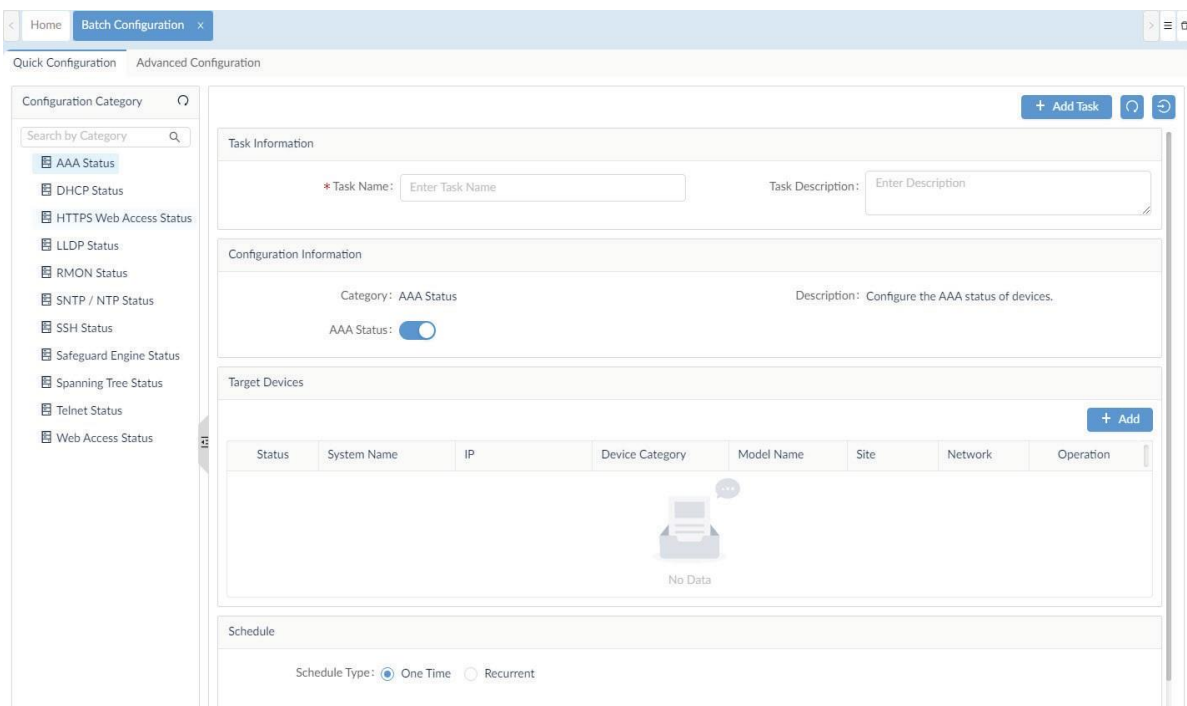 Home
Batch Configuration ×
Quick Configuration
Advanced Configuration
Configuration Category
Search by Category
AAA Status
DHCP Status
HTTPS Web Access Status
LLDP Status
RMON Status
SNTP / NTP Status
SSH Status
Safeguard Engine Status
Spanning Tree Status
Telnet Status
Web Access Status
+ Add Task
Task Information
* Task Name: Enter Task Name
Task Description: Enter Description
Configuration Information
Category: AAA Status
Description: Configure the AAA status of devices.
AAA Status:
Target Devices
+ Add
Status System Name IP Device Category Model Name Site Network Operation
No Data
Schedule
Schedule Type: One Time Recurrent